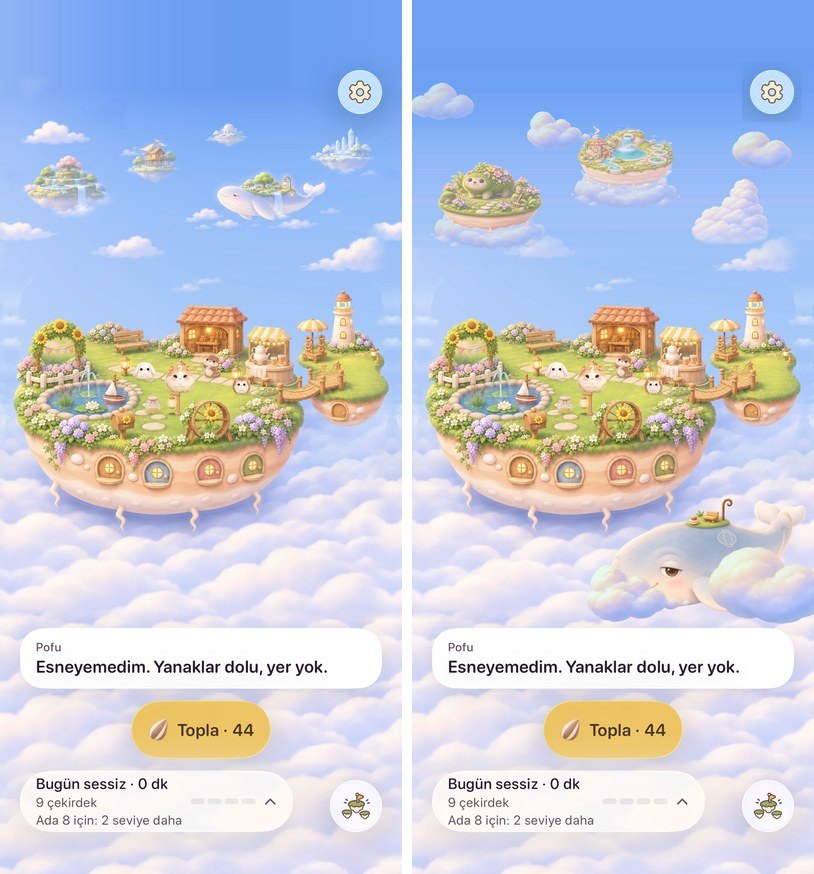 Pofu
Esneyemedim. Yanaklar dolu, yer yok.
Topla · 44
Bugün sessiz · 0 dk
9 çekirdek
Ada 8 için: 2 seviye daha
Pofu
Esneyemedim. Yanaklar dolu, yer yok.
Topla · 44
Bugün sessiz · 0 dk
9 çekirdek
Ada 8 için: 2 seviye daha